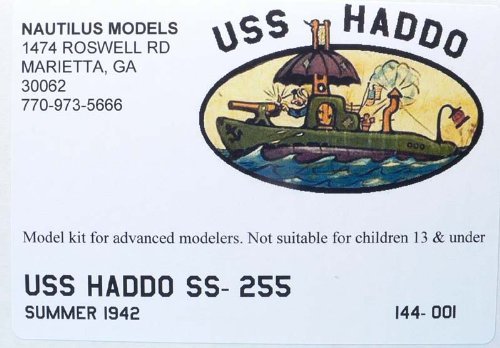 NAUTILUS MODELS
1474 ROSWELL RD
MARIETTA, GA
30062
770-973-5666
USS HADDO
Model kit for advanced modelers. Not suitable for children 13 & under
USS HADDO SS- 255
SUMMER 1942
144- 001